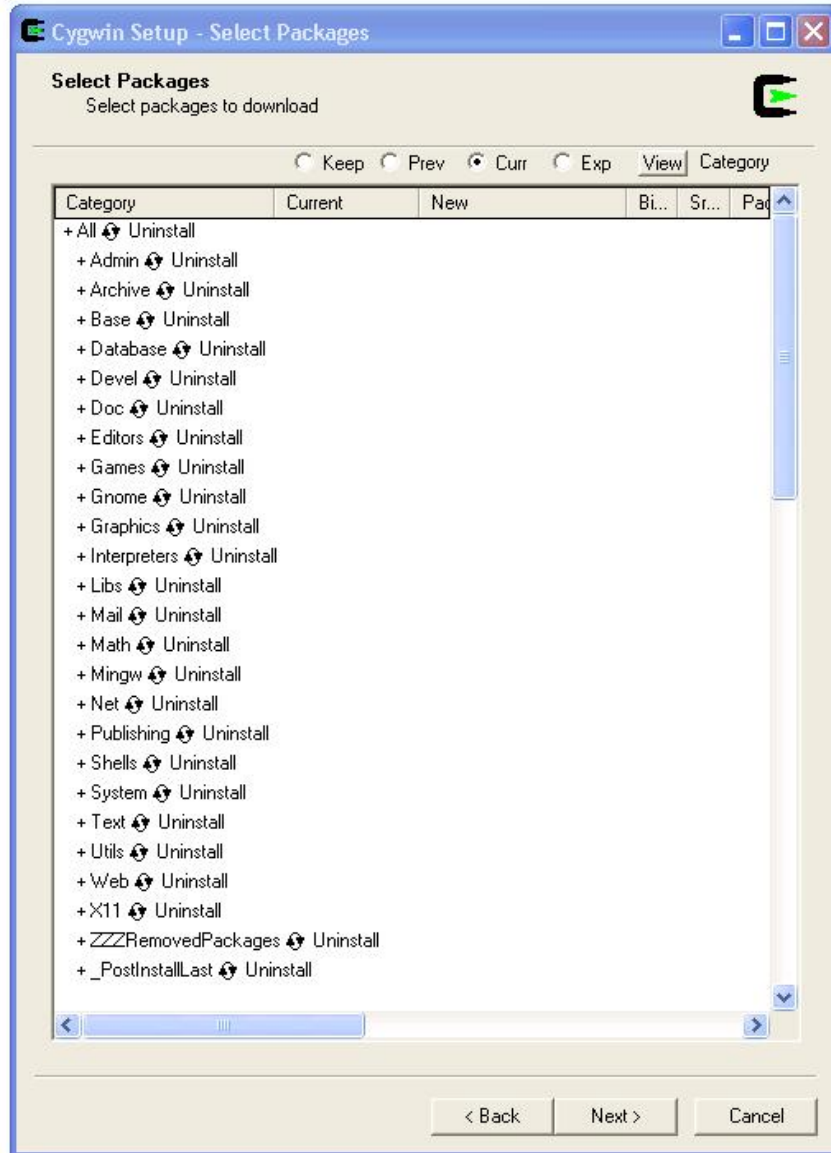 Cygwin Setup - Select Packages
Select Packages
Select packages to download
Keep Prev Curr Exp View Category
Category Current New Bi... Sr... Pac
+ All Uninstall
+ Admin Uninstall
+ Archive Uninstall
+ Base Uninstall
+ Database Uninstall
+ Devel Uninstall
+ Doc Uninstall
+ Editors Uninstall
+ Games Uninstall
+ Gnome Uninstall
+ Graphics Uninstall
+ Interpreters Uninstall
+ Libs Uninstall
+ Mail Uninstall
+ Math Uninstall
+ Mingw Uninstall
+ Net Uninstall
+ Publishing Uninstall
+ Shells Uninstall
+ System Uninstall
+ Text Uninstall
+ Utils Uninstall
+ Web Uninstall
+ X11 Uninstall
+ ZZZRemovedPackages Uninstall
+ _PostInstallLast Uninstall
< Back Next > Cancel